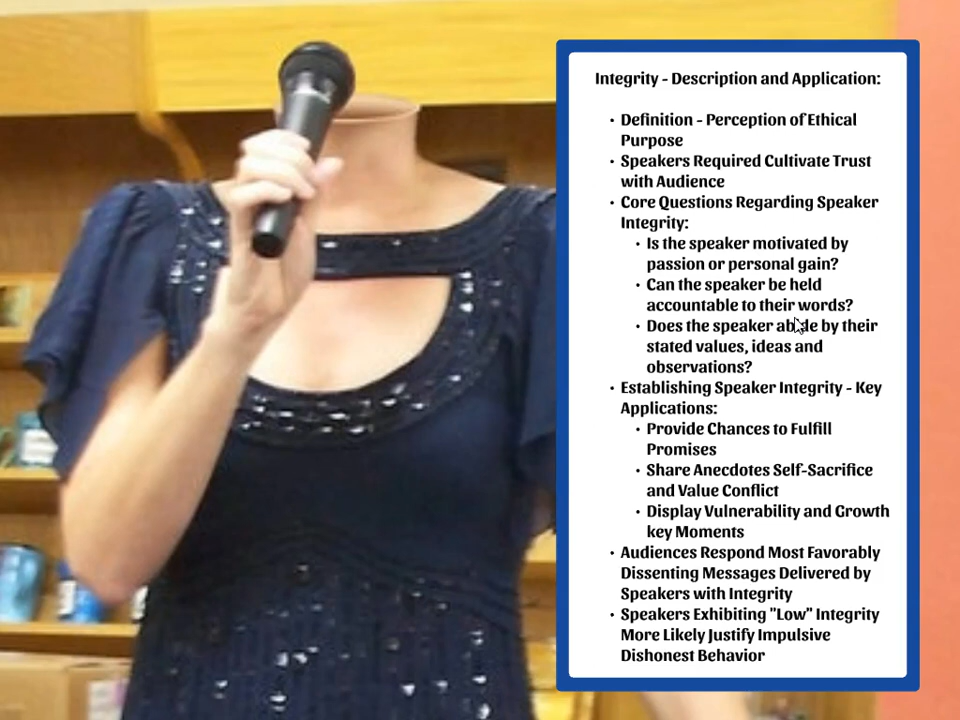 Integrity - Description and Application:
• Definition - Perception of Ethical
Purpose
• Speakers Required Cultivate Trust
with Audience
• Core Questions Regarding Speaker
Integrity:
• Is the speaker motivated by
passion or personal gain?
• Can the speaker be held
accountable to their words?
• Does the speaker abide by their
stated values, ideas and
observations?
• Establishing Speaker Integrity - Key
Applications:
• Provide Chances to Fulfill
Promises
• Share Anecdotes Self-Sacrifice
and Value Conflict
• Display Vulnerability and Growth
key Moments
• Audiences Respond Most Favorably
Dissenting Messages Delivered by
Speakers with Integrity
• Speakers Exhibiting "Low" Integrity
More Likely Justify Impulsive
Dishonest Behavior